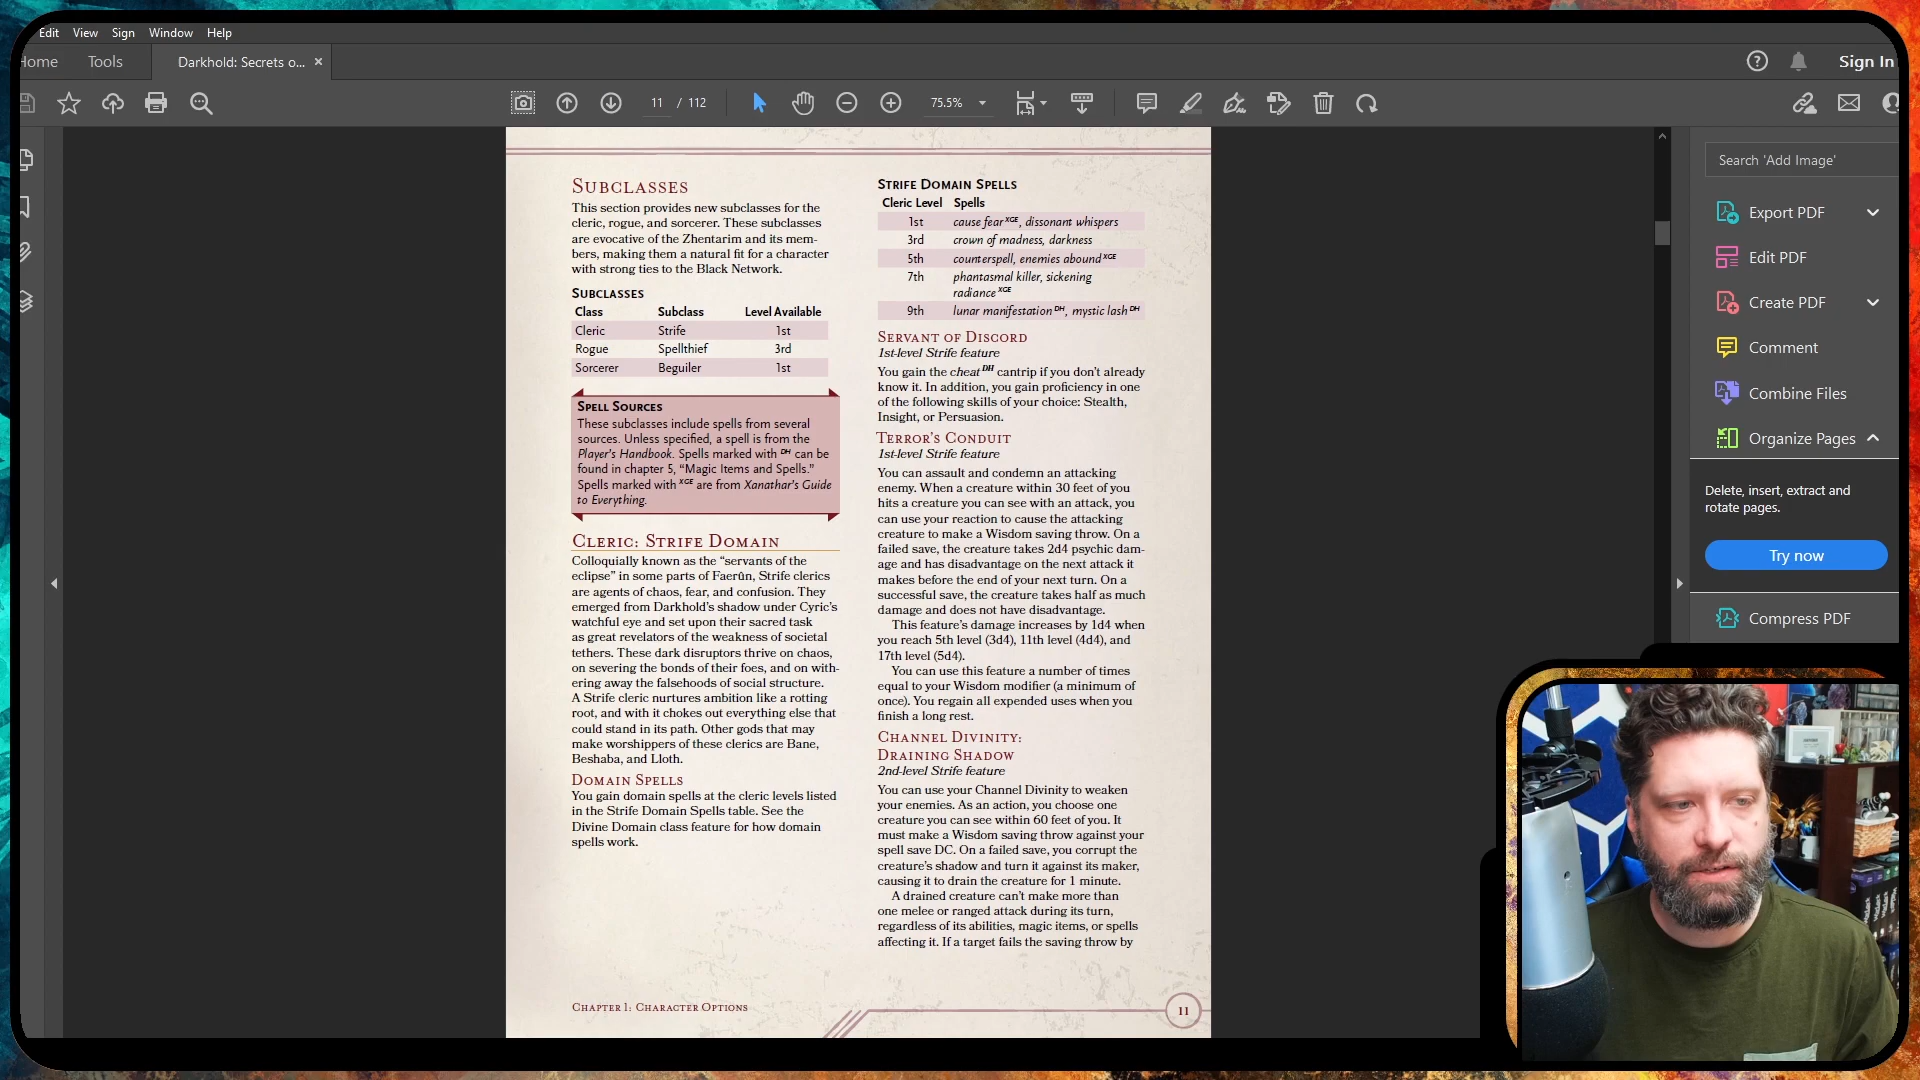 Edit View Sign Window Help
Home Tools Darkhold: Secrets o... ×
Sign In
11 / 112 75.5%
Search 'Add Image'
Export PDF
Edit PDF
Create PDF
Comment
Combine Files
Organize Pages
Delete, insert, extract and
rotate pages.
Try now
Compress PDF
SUBCLASSES
This section provides new subclasses for the
cleric, rogue, and sorcerer. These subclasses
are evocative of the Zhentarim and its mem-
bers, making them a natural fit for a character
with strong ties to the Black Network.
SUBCLASSES
Class Subclass Level Available
Cleric Strife 1st
Rogue Spellthief 3rd
Sorcerer Beguiler 1st
SPELL SOURCES
These subclasses include spells from several
sources. Unless specified, a spell is from the
Player's Handbook. Spells marked with DH can be
found in chapter 5, “Magic Items and Spells.”
Spells marked with XGE are from Xanathar's Guide
to Everything.
CLERIC: STRIFE DOMAIN
Colloquially known as the “servants of the
eclipse” in some parts of Faerûn, Strife clerics
are agents of chaos, fear, and confusion. They
emerged from Darkhold’s shadow under Cyric’s
watchful eye and set upon their sacred task
as great revelators of the weakness of societal
tethers. These dark disruptors thrive on chaos,
on severing the bonds of their foes, and on with-
ering away the falsehoods of social structure.
A Strife cleric nurtures ambition like a rotting
root, and with it chokes out everything else that
could stand in its path. Other gods that may
make worshippers of these clerics are Bane,
Beshaba, and Lloth.
DOMAIN SPELLS
You gain domain spells at the cleric levels listed
in the Strife Domain Spells table. See the
Divine Domain class feature for how domain
spells work.
STRIFE DOMAIN SPELLS
Cleric Level Spells
1st cause fear XGE, dissonant whispers
3rd crown of madness, darkness
5th counterspell, enemies abound XGE
7th phantasmal killer, sickening
radiance XGE
9th lunar manifestation DH, mystic lash DH
SERVANT OF DISCORD
1st-level Strife feature
You gain the cheat DH cantrip if you don’t already
know it. In addition, you gain proficiency in one
of the following skills of your choice: Stealth,
Insight, or Persuasion.
TERROR’S CONDUIT
1st-level Strife feature
You can assault and condemn an attacking
enemy. When a creature within 30 feet of you
hits a creature you can see with an attack, you
can use your reaction to cause the attacking
creature to make a Wisdom saving throw. On a
failed save, the creature takes 2d4 psychic dam-
age and has disadvantage on the next attack it
makes before the end of your next turn. On a
successful save, the creature takes half as much
damage and does not have disadvantage.
This feature’s damage increases by 1d4 when
you reach 5th level (3d4), 11th level (4d4), and
17th level (5d4).
You can use this feature a number of times
equal to your Wisdom modifier (a minimum of
once). You regain all expended uses when you
finish a long rest.
CHANNEL DIVINITY:
DRAINING SHADOW
2nd-level Strife feature
You can use your Channel Divinity to weaken
your enemies. As an action, you choose one
creature you can see within 60 feet of you. It
must make a Wisdom saving throw against your
spell save DC. On a failed save, you corrupt the
creature’s shadow and turn it against its maker,
causing it to drain the creature for 1 minute.
A drained creature can’t make more than
one melee or ranged attack during its turn,
regardless of its abilities, magic items, or spells
affecting it. If a target fails the saving throw by
CHAPTER 1: CHARACTER OPTIONS
11